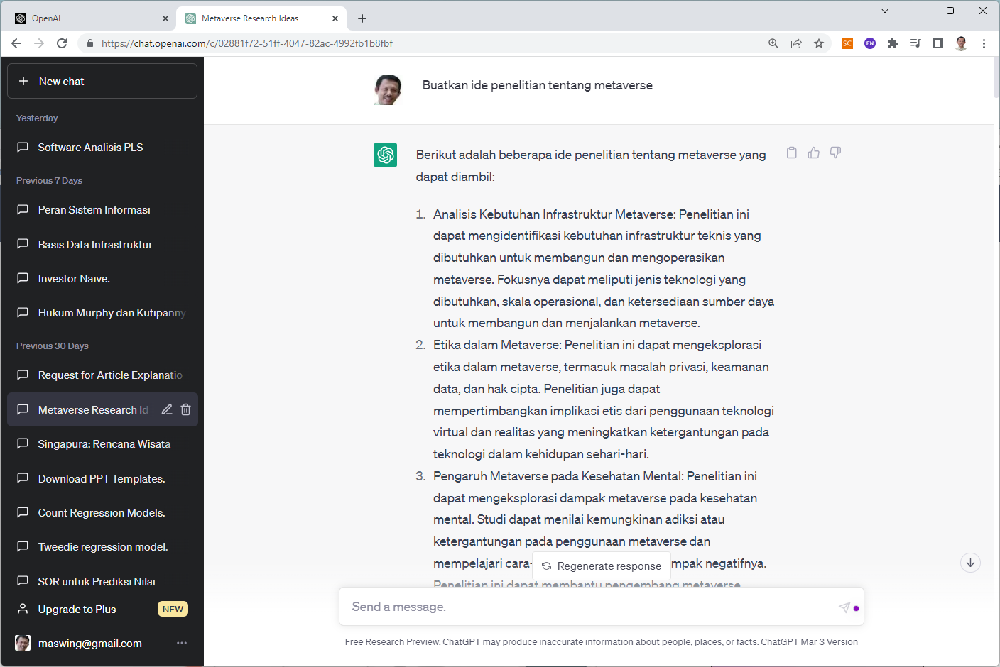 OpenAI
Metaverse Research Ideas
https://chat.openai.com/c/02881f72-51ff-4047-82ac-4992fb1b8fbf
SC
EN
New chat
Yesterday
Software Analisis PLS
Previous 7 Days
Peran Sistem Informasi
Basis Data Infrastruktur
Investor Naive.
Hukum Murphy dan Kutipanny
Previous 30 Days
Request for Article Explanatio
Metaverse Research Id
Singapura: Rencana Wisata
Download PPT Templates.
Count Regression Models.
Tweedie regression model.
SOR untuk Prediksi Nilai
Upgrade to Plus
NEW
maswing@gmail.com
Buatkan ide penelitian tentang metaverse
Berikut adalah beberapa ide penelitian tentang metaverse yang
dapat diambil:
1. Analisis Kebutuhan Infrastruktur Metaverse: Penelitian ini
dapat mengidentifikasi kebutuhan infrastruktur teknis yang
dibutuhkan untuk membangun dan mengoperasikan
metaverse. Fokusnya dapat meliputi jenis teknologi yang
dibutuhkan, skala operasional, dan ketersediaan sumber daya
untuk membangun dan menjalankan metaverse.
2. Etika dalam Metaverse: Penelitian ini dapat mengeksplorasi
etika dalam metaverse, termasuk masalah privasi, keamanan
data, dan hak cipta. Penelitian juga dapat
mempertimbangkan implikasi etis dari penggunaan teknologi
virtual dan realitas yang meningkatkan ketergantungan pada
teknologi dalam kehidupan sehari-hari.
3. Pengaruh Metaverse pada Kesehatan Mental: Penelitian ini
dapat mengeksplorasi dampak metaverse pada kesehatan
mental. Studi dapat menilai kemungkinan adiksi atau
ketergantungan pada penggunaan metaverse dan
mempelajari cara- mpak negatifnya.
Penelitian ini dapat membantu pengembang metaverse
Regenerate response
Send a message.
Free Research Preview. ChatGPT may produce inaccurate information about people, places, or facts. ChatGPT Mar 3 Version